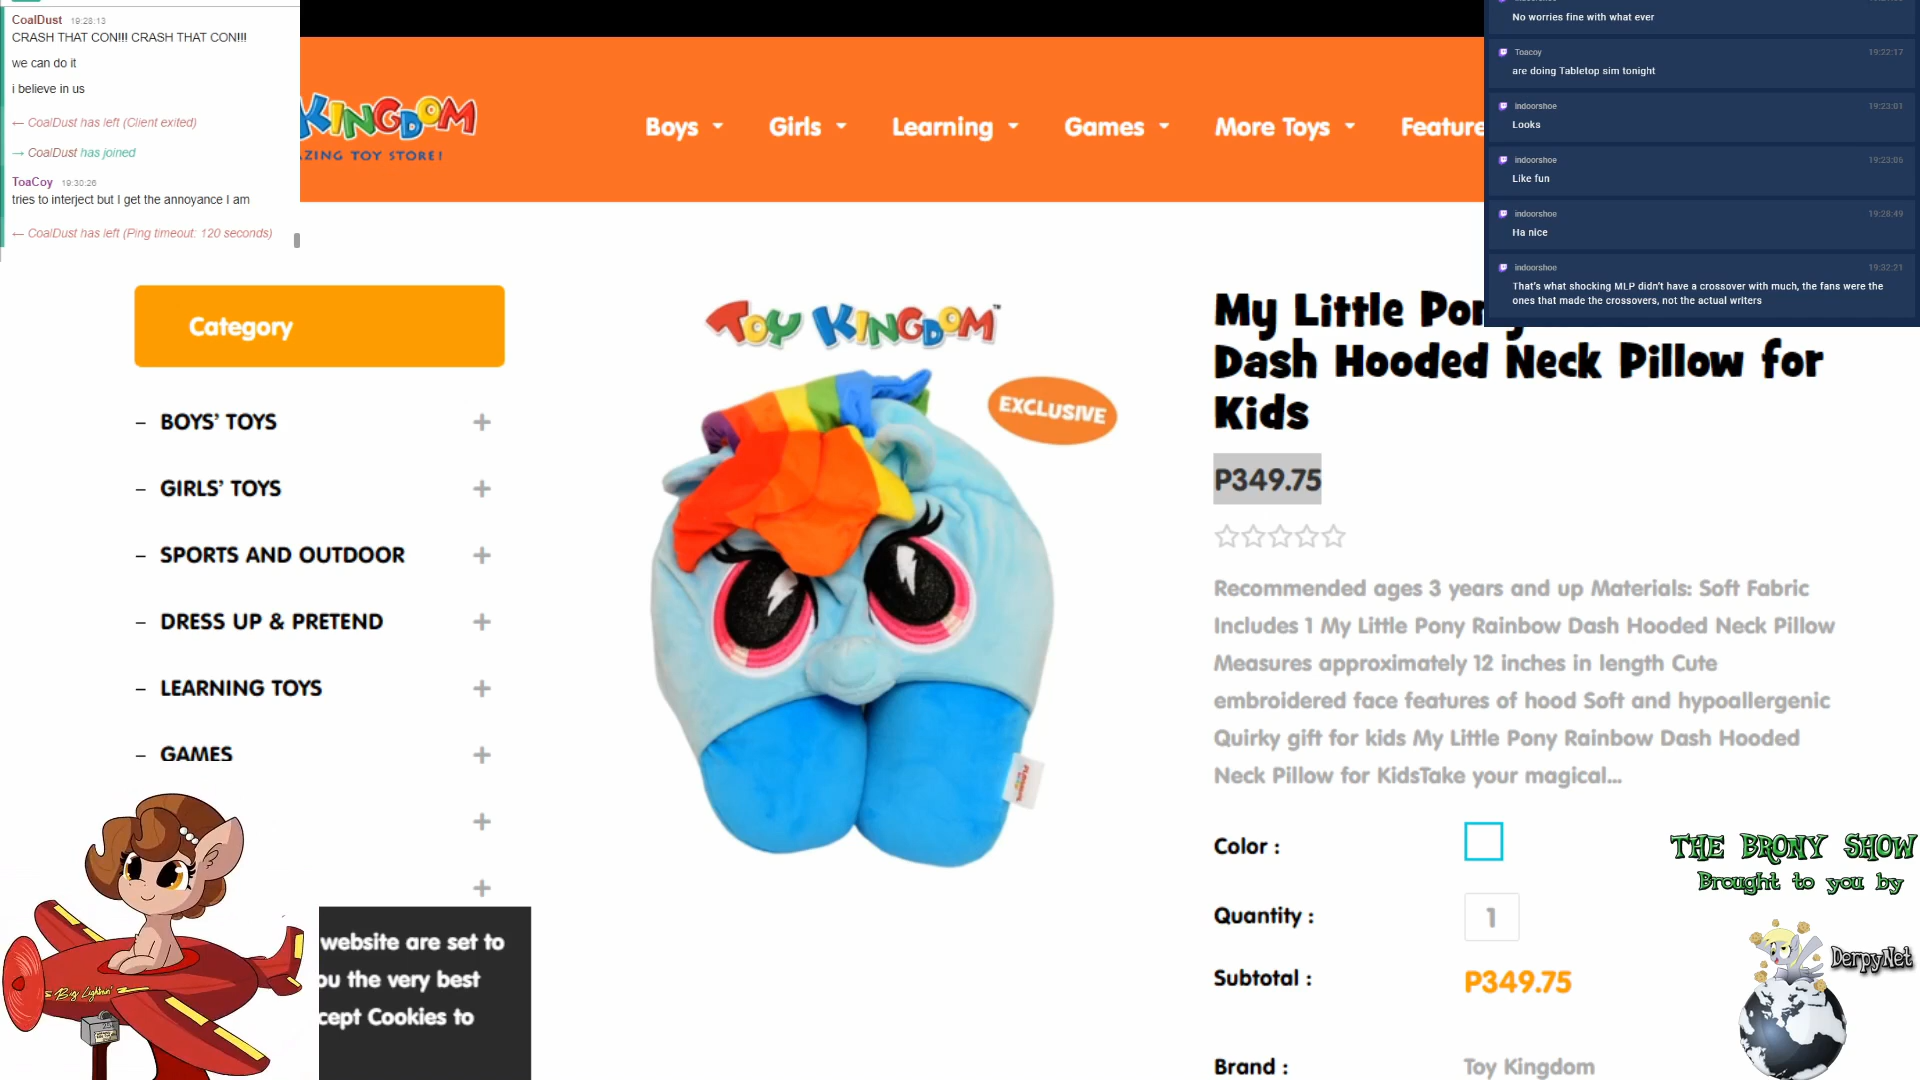 CoalDust 19:28:13
CRASH THAT CON!!! CRASH THAT CON!!!
we can do it
i believe in us
← CoalDust has left (Client exited)
→ CoalDust has joined
ToaCoy 19:30:26
tries to interject but I get the annoyance I am
← CoalDust has left (Ping timeout: 120 seconds)
KINGDOM
AZING TOY STORE!
Boys
Girls
Learning
Games
More Toys
Feature
No worries fine with what ever
Toacoy 19:22:17
are doing Tabletop sim tonight
indoorshoe 19:23:01
Looks
indoorshoe 19:23:06
Like fun
indoorshoe 19:28:49
Ha nice
indoorshoe 19:32:21
That's what shocking MLP didn't have a crossover with much, the fans were the
ones that made the crossovers, not the actual writers
Category
– BOYS' TOYS +
– GIRLS' TOYS +
– SPORTS AND OUTDOOR +
– DRESS UP & PRETEND +
– LEARNING TOYS +
– GAMES +
+
+
TOY KINGDOM™
EXCLUSIVE
My Little Pony
Dash Hooded Neck Pillow for
Kids
P349.75
Recommended ages 3 years and up Materials: Soft Fabric
Includes 1 My Little Pony Rainbow Dash Hooded Neck Pillow
Measures approximately 12 inches in length Cute
embroidered face features of hood Soft and hypoallergenic
Quirky gift for kids My Little Pony Rainbow Dash Hooded
Neck Pillow for KidsTake your magical...
Color :
Quantity : 1
Subtotal : P349.75
Brand : Toy Kingdom
website are set to
ou the very best
cept Cookies to
Big Lightnin'
THE BRONY SHOW
Brought to you by
DerpyNet